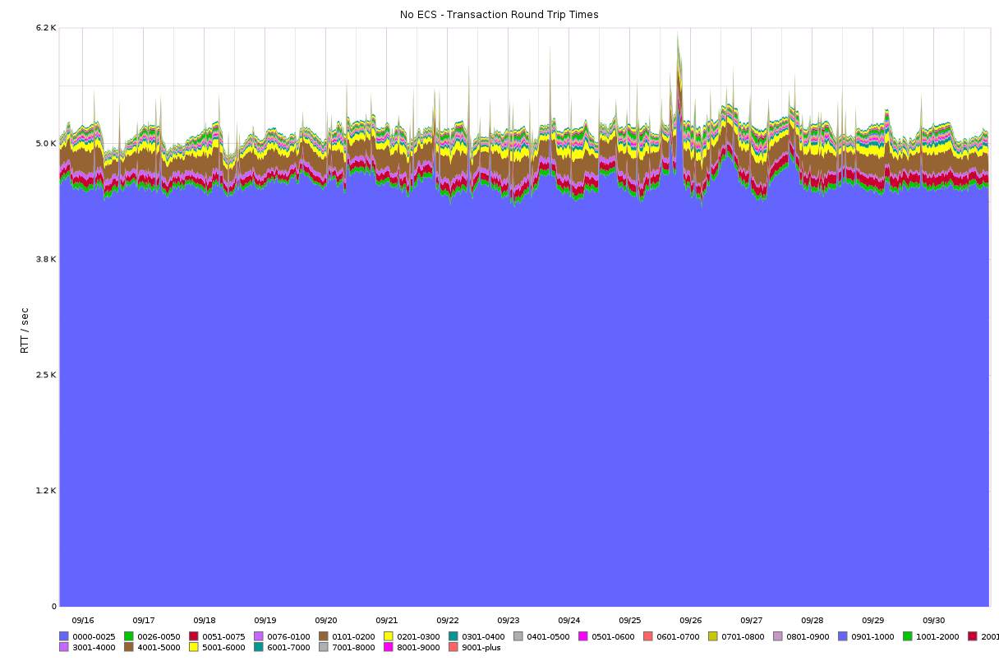 No ECS - Transaction Round Trip Times
6.2 K
5.0 K
3.8 K
2.5 K
1.2 K
0
RTT / sec
09/16 09/17 09/18 09/19 09/20 09/21 09/22 09/23 09/24 09/25 09/26 09/27 09/28 09/29 09/30
0000-0025 0026-0050 0051-0075 0076-0100 0101-0200 0201-0300 0301-0400 0401-0500 0501-0600 0601-0700 0701-0800 0801-0900 0901-1000 1001-2000 2001
3001-4000 4001-5000 5001-6000 6001-7000 7001-8000 8001-9000 9001-plus